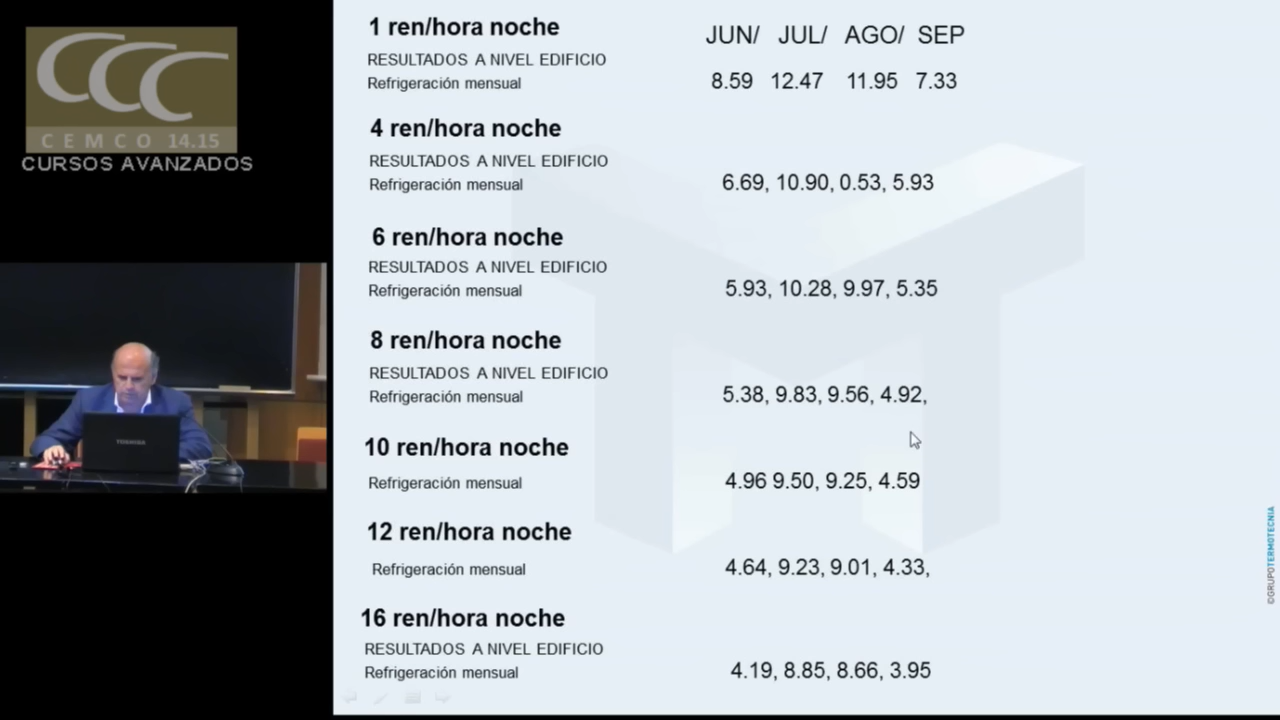 CCC
CEMCO 14.15
CURSOS AVANZADOS
1 ren/hora noche
JUN/ JUL/ AGO/ SEP
RESULTADOS A NIVEL EDIFICIO
Refrigeración mensual 8.59 12.47 11.95 7.33
4 ren/hora noche
RESULTADOS A NIVEL EDIFICIO
Refrigeración mensual 6.69, 10.90, 0.53, 5.93
6 ren/hora noche
RESULTADOS A NIVEL EDIFICIO
Refrigeración mensual 5.93, 10.28, 9.97, 5.35
8 ren/hora noche
RESULTADOS A NIVEL EDIFICIO
Refrigeración mensual 5.38, 9.83, 9.56, 4.92,
10 ren/hora noche
Refrigeración mensual 4.96 9.50, 9.25, 4.59
12 ren/hora noche
Refrigeración mensual 4.64, 9.23, 9.01, 4.33,
16 ren/hora noche
RESULTADOS A NIVEL EDIFICIO
Refrigeración mensual 4.19, 8.85, 8.66, 3.95
©GRUPOTERMOTECNIA
TOSHIBA